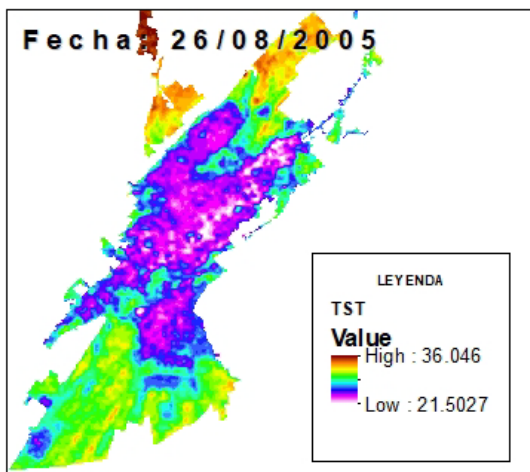 Fecha: 26/08/2005
LEYENDA
TST
Value
High : 36.046
Low : 21.5027